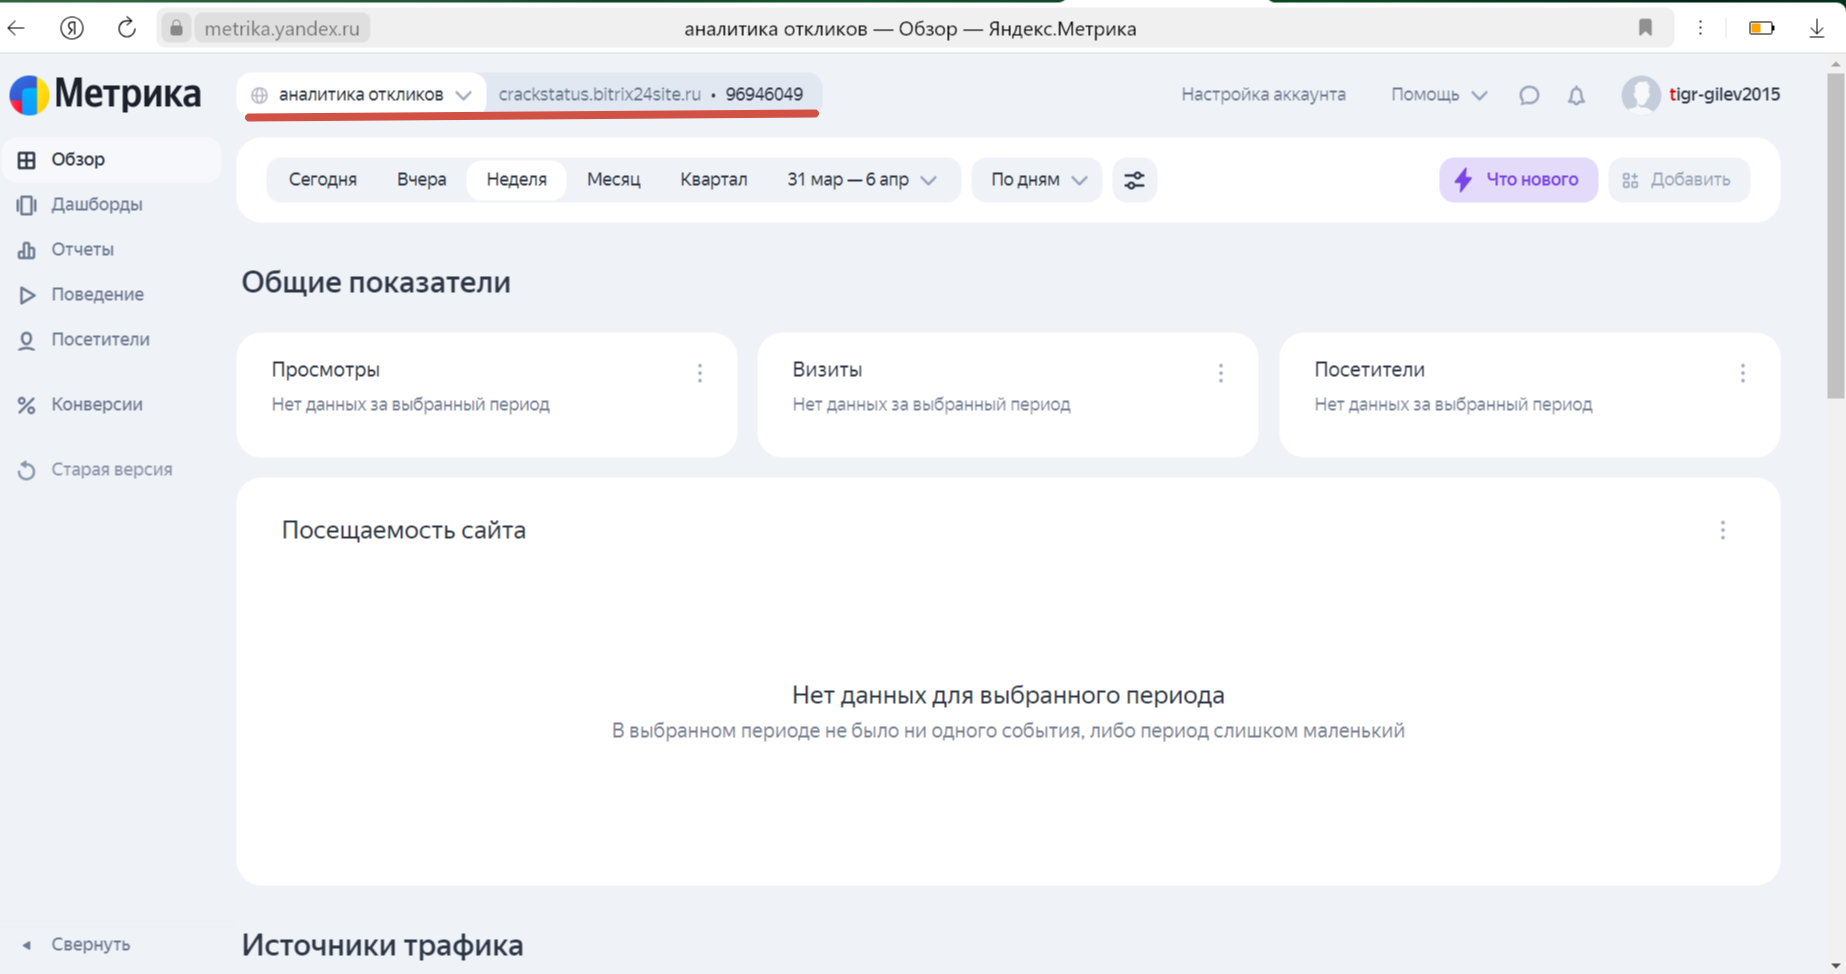 metrika.yandex.ru
аналитика откликов — Обзор — Яндекс.Метрика
Метрика
аналитика откликов
crackstatus.bitrix24site.ru • 96946049
Настройка аккаунта
Помощь
tigr-gilev2015
Обзор
Дашборды
Отчеты
Поведение
Посетители
Конверсии
Старая версия
Свернуть
Сегодня
Вчера
Неделя
Месяц
Квартал
31 мар — 6 апр
По дням
Что нового
Добавить
Общие показатели
Просмотры
Нет данных за выбранный период
Визиты
Нет данных за выбранный период
Посетители
Нет данных за выбранный период
Посещаемость сайта
Нет данных для выбранного периода
В выбранном периоде не было ни одного события, либо период слишком маленький
Источники трафика